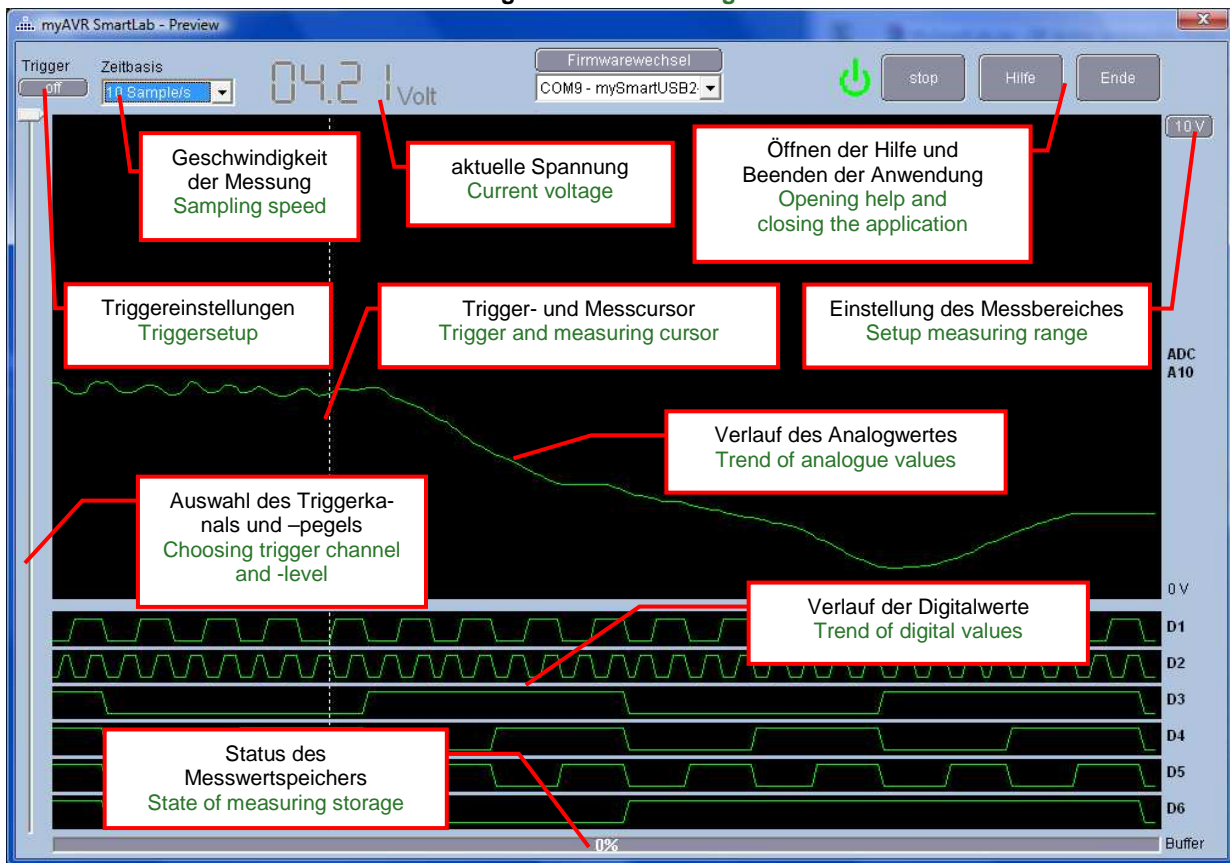 myAVR SmartLab - Preview
Trigger
Zeitbasis
off
10 Sample/s
04.21 Volt
Firmwarewechsel
COM9 - mySmartUSB2-
stop
Hilfe
Ende
10 V
Geschwindigkeit
der Messung
Sampling speed
aktuelle Spannung
Current voltage
Öffnen der Hilfe und
Beenden der Anwendung
Opening help and
closing the application
Triggereinstellungen
Triggersetup
Trigger- und Messcursor
Trigger and measuring cursor
Einstellung des Messbereiches
Setup measuring range
ADC
A10
Verlauf des Analogwertes
Trend of analogue values
Auswahl des Triggerka-
nals und –pegels
Choosing trigger channel
and -level
0 V
Verlauf der Digitalwerte
Trend of digital values
D1
D2
D3
D4
D5
D6
Status des
Messwertspeichers
State of measuring storage
0%
Buffer